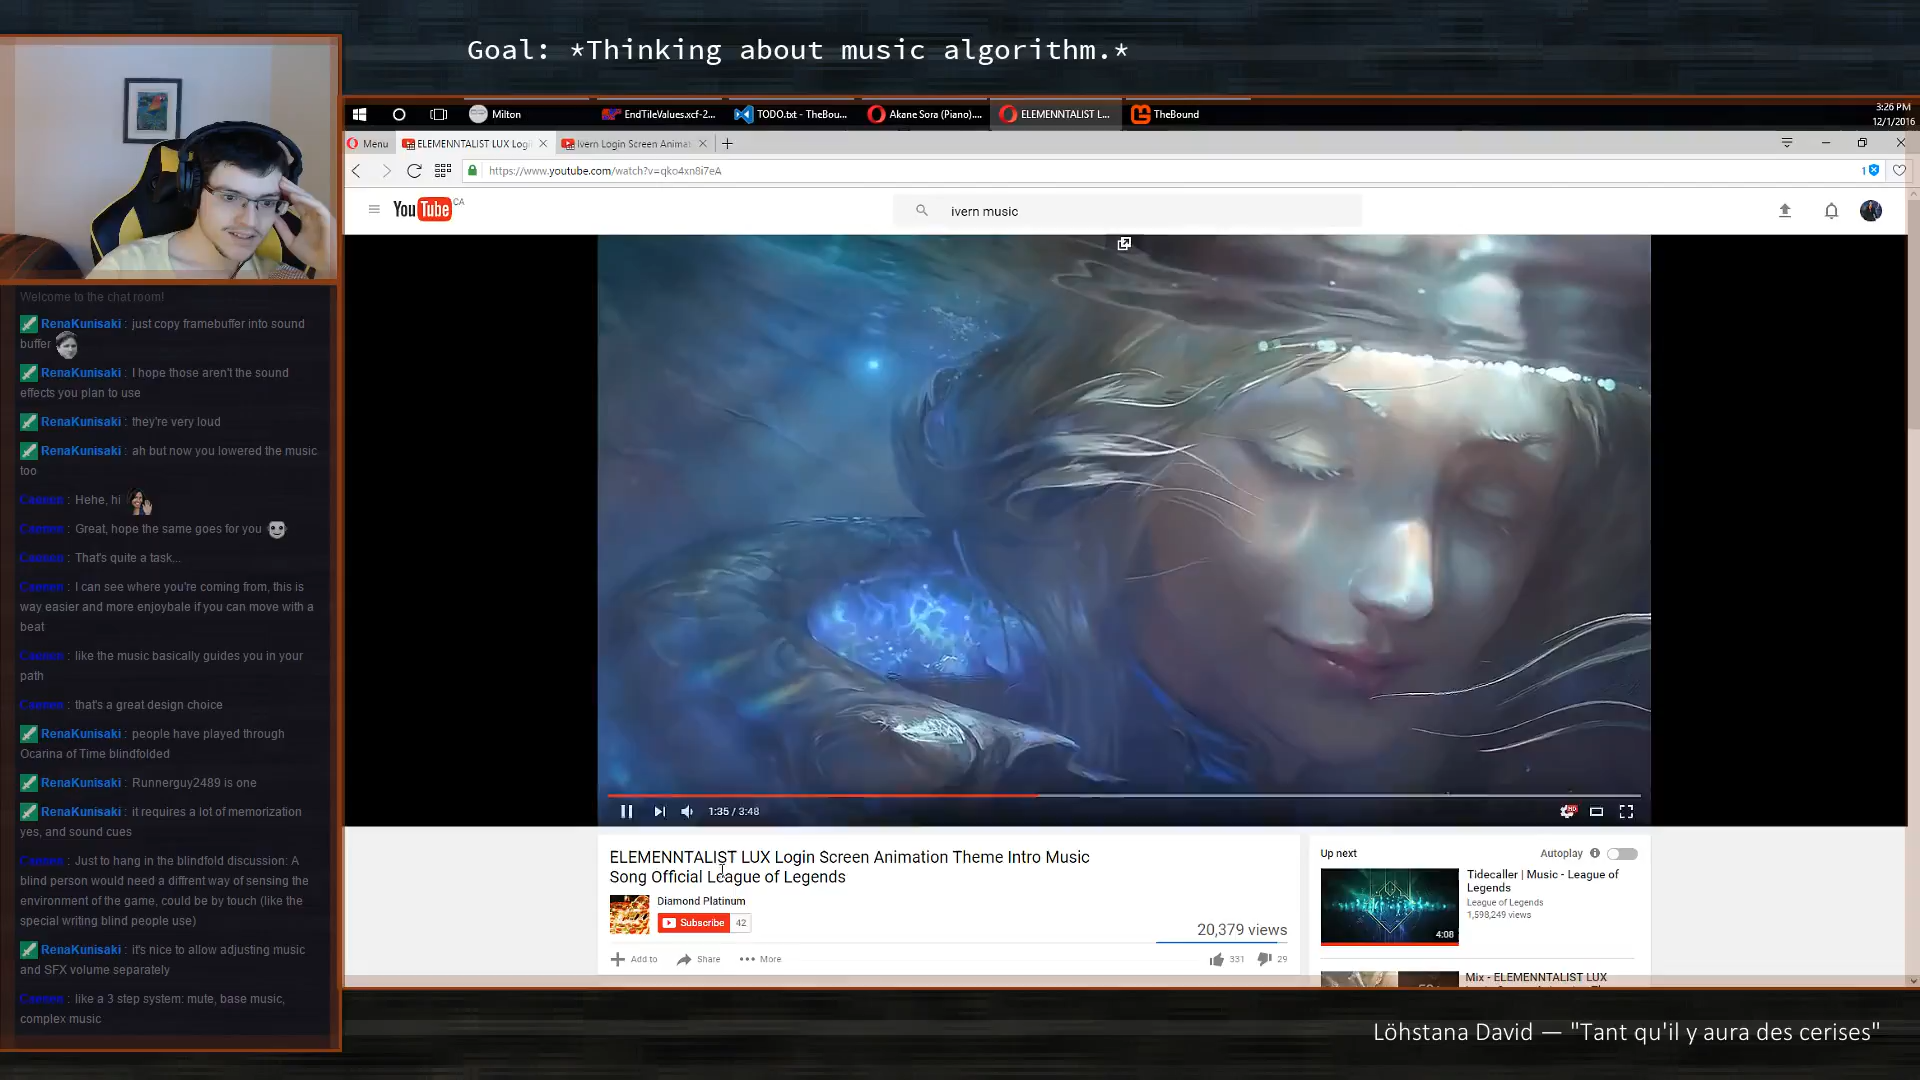 Goal: *Thinking about music algorithm.*
Milton
EndTileValues.xcf-2...
TODO.txt - TheBou...
Akane Sora (Piano)....
ELEMENNTALIST L...
TheBound
3:26 PM
12/1/2016
Menu
ELEMENNTALIST LUX Logi
Ivern Login Screen Animat
https://www.youtube.com/watch?v=qko4xn8i7eA
1
YouTube CA
ivern music
Welcome to the chat room!
RenaKunisaki : just copy framebuffer into sound
buffer
RenaKunisaki : I hope those aren't the sound
effects you plan to use
RenaKunisaki : they're very loud
RenaKunisaki : ah but now you lowered the music
too
: Hehe, hi
: Great, hope the same goes for you
: That's quite a task...
: I can see where you're coming from, this is
way easier and more enjoybale if you can move with a
beat
: like the music basically guides you in your
path
: that's a great design choice
RenaKunisaki : people have played through
Ocarina of Time blindfolded
RenaKunisaki : Runnerguy2489 is one
RenaKunisaki : it requires a lot of memorization
yes, and sound cues
: Just to hang in the blindfold discussion: A
blind person would need a diffrent way of sensing the
environment of the game, could be by touch (like the
special writing blind people use)
RenaKunisaki : it's nice to allow adjusting music
and SFX volume separately
: like a 3 step system: mute, base music,
complex music
1:35 / 3:48
HD
ELEMENNTALIST LUX Login Screen Animation Theme Intro Music
Song Official League of Legends
Diamond Platinum
Subscribe 42
20,379 views
Add to
Share
More
331
29
Up next
Autoplay
Tidecaller | Music - League of
Legends
League of Legends
1,598,249 views
4:08
Mix - ELEMENNTALIST LUX
Löhstana David — "Tant qu'il y aura des cerises"